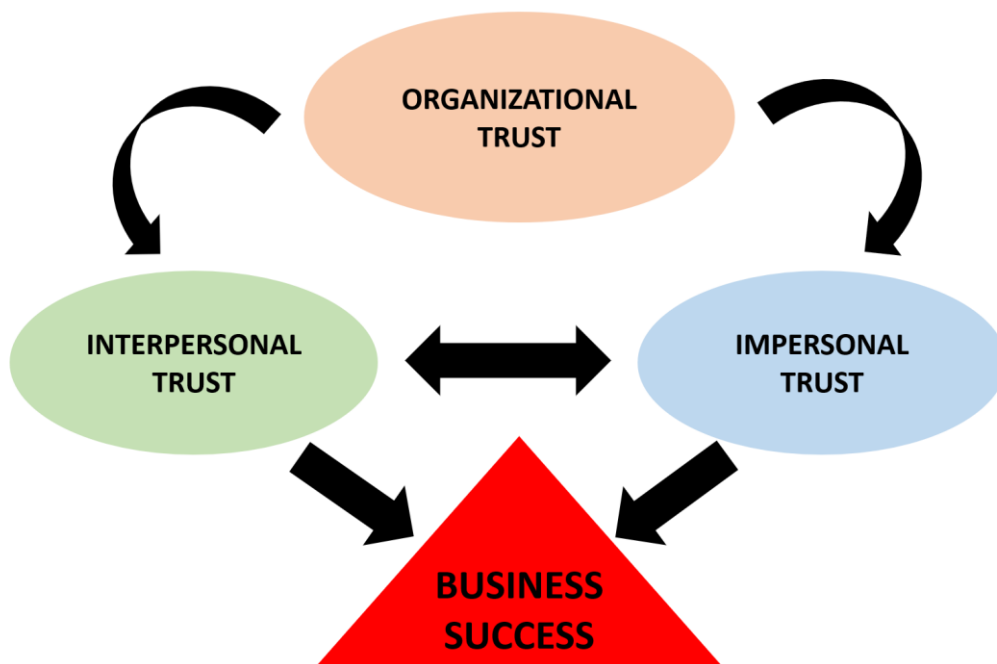 ORGANIZATIONAL
TRUST
INTERPERSONAL
TRUST
IMPERSONAL
TRUST
BUSINESS
SUCCESS